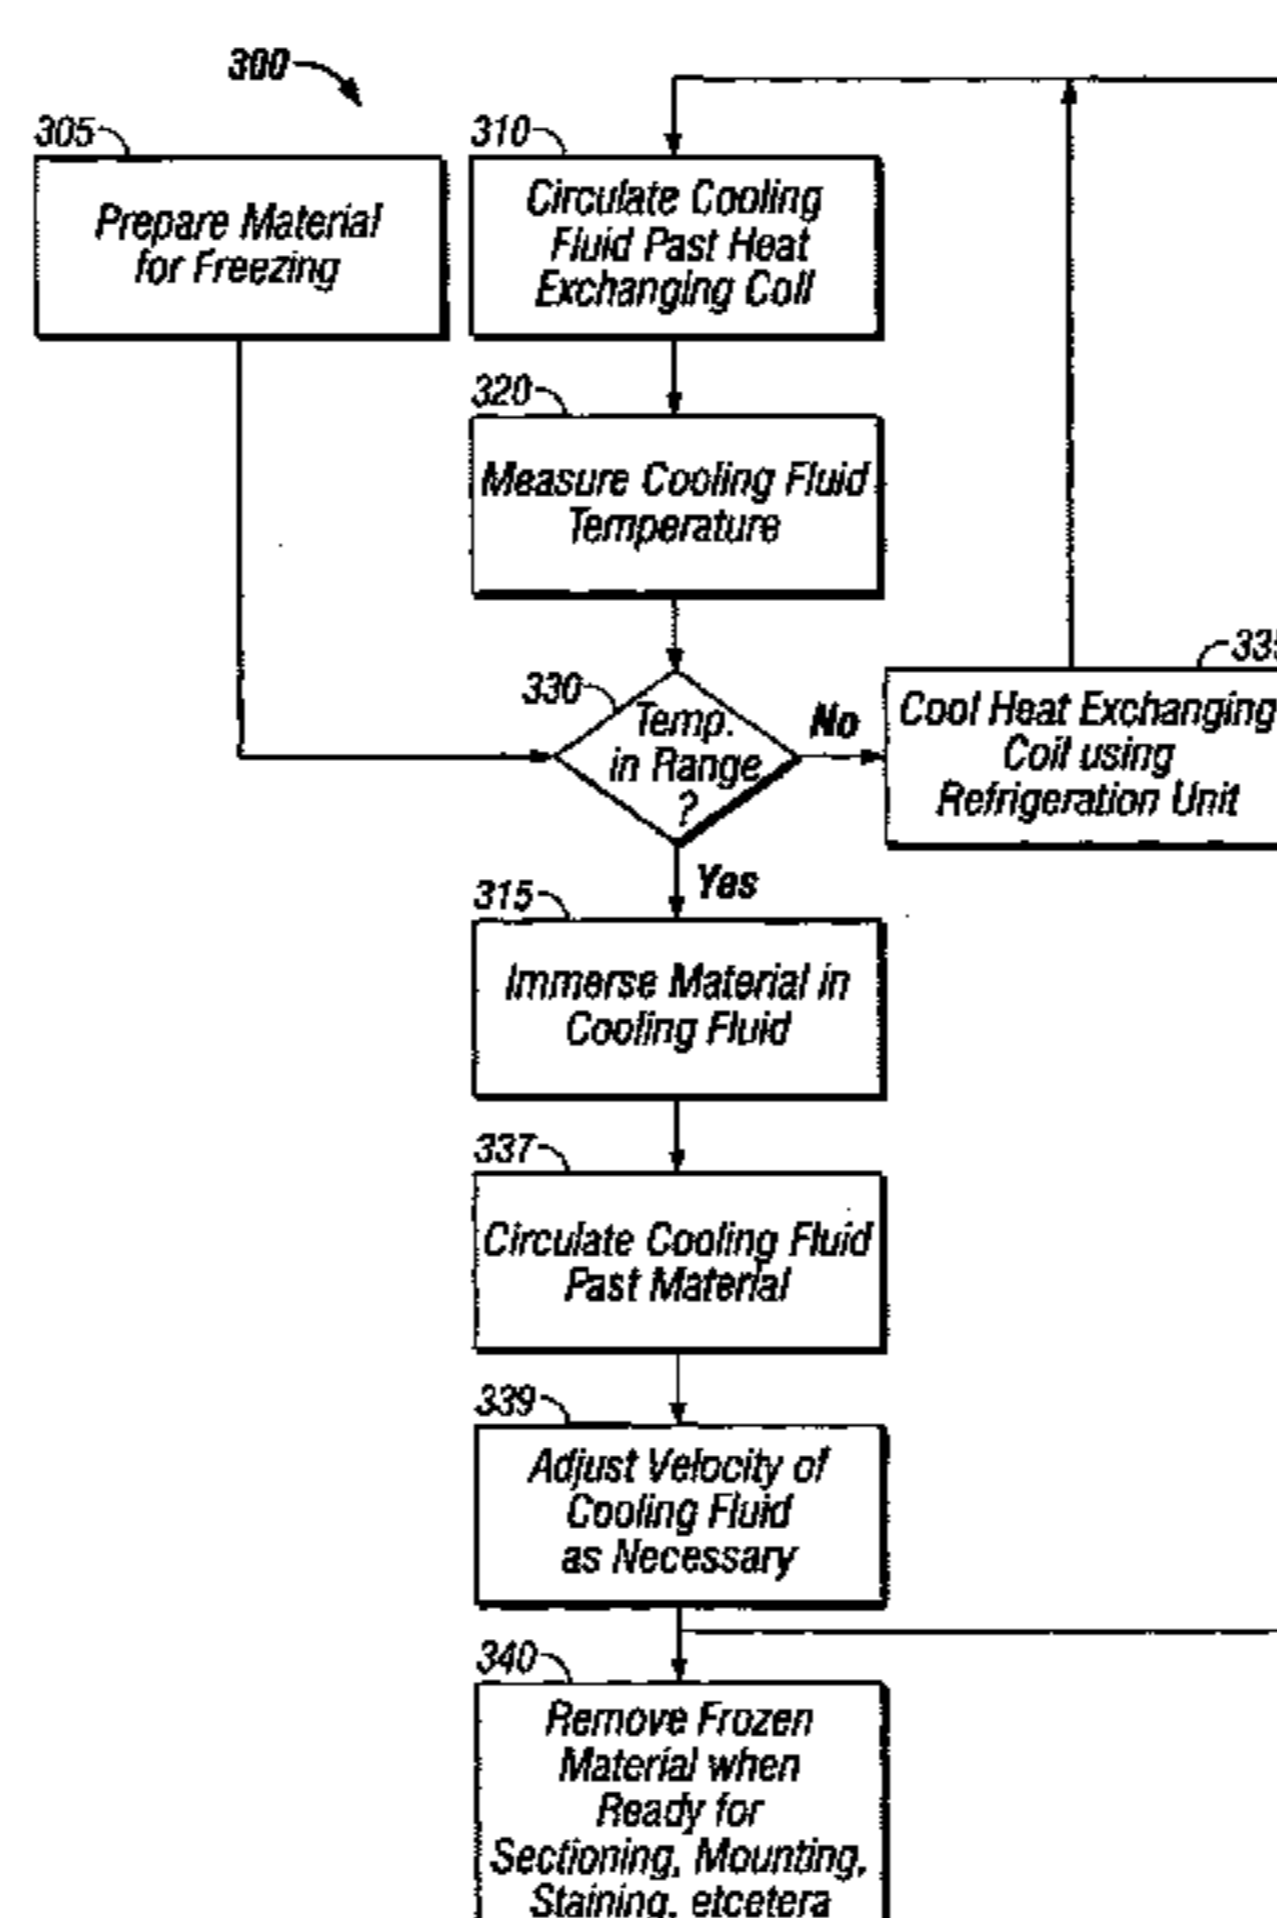 300
305
Prepare Material
for Freezing
310
Circulate Cooling
Fluid Past Heat
Exchanging Coil
320
Measure Cooling Fluid
Temperature
330
Temp.
in Range
?
No
335
Cool Heat Exchanging
Coil using
Refrigeration Unit
Yes
315
Immerse Material in
Cooling Fluid
337
Circulate Cooling Fluid
Past Material
339
Adjust Velocity of
Cooling Fluid
as Necessary
340
Remove Frozen
Material when
Ready for
Sectioning, Mounting,
Staining, etcetera